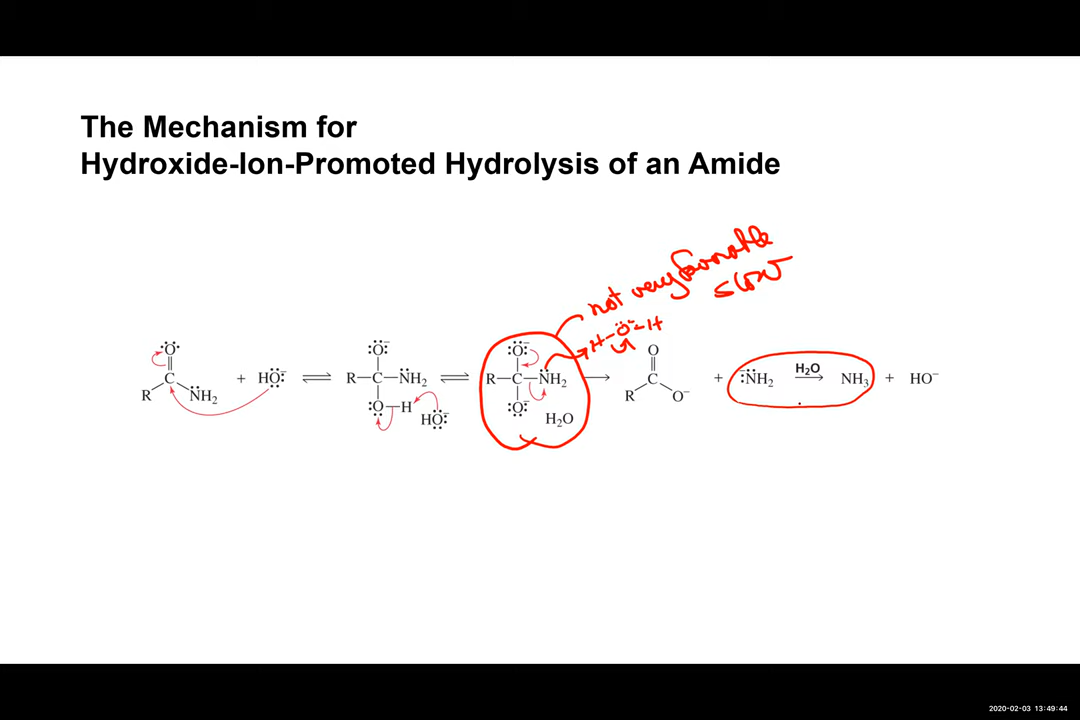 The Mechanism for
Hydroxide-Ion-Promoted Hydrolysis of an Amide
not very favorable
slow
H-Ö-H
:O: :O:⁻ :O:⁻ O
R C NH₂ + HO:⁻ ⇌ R-C-NH₂ ⇌ R-C-NH₂ → R C O⁻ + :NH₂ H₂O → NH₃ + HO⁻
:O-H HO:⁻ :O:⁻ H₂O
2020-02-03 13:49:44